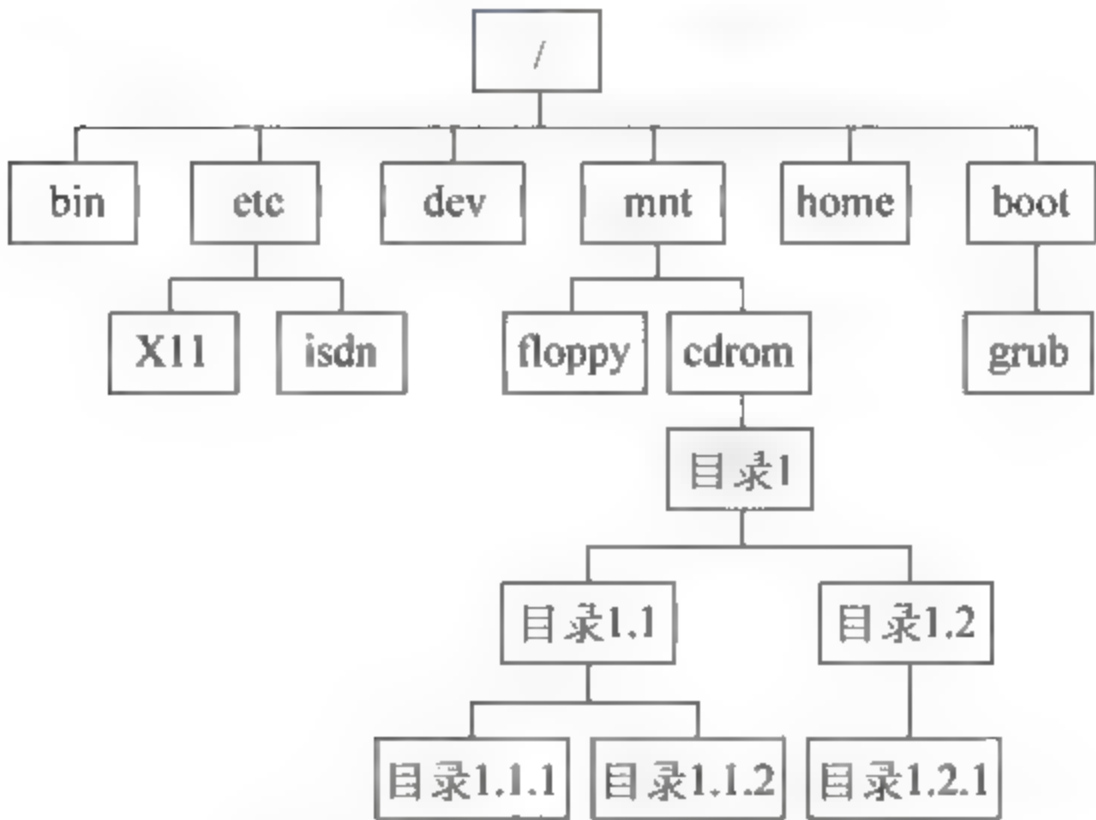 /
bin
etc
dev
mnt
home
boot
X11
isdn
floppy
cdrom
grub
目录1
目录1.1
目录1.2
目录1.1.1
目录1.1.2
目录1.2.1